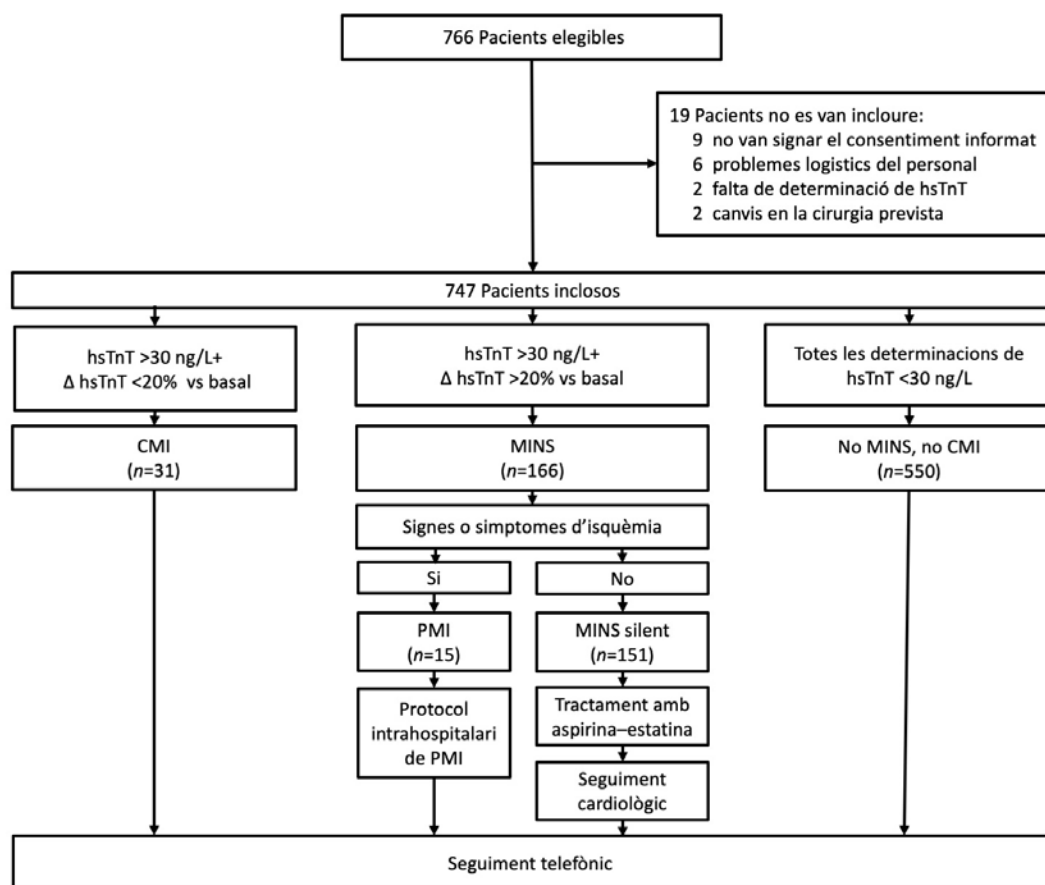 766 Pacients elegibles
19 Pacients no es van incloure:
9 no van signar el consentiment informat
6 problemes logistics del personal
2 falta de determinació de hsTnT
2 canvis en la cirurgia prevista
747 Pacients inclosos
hsTnT >30 ng/L+
Δ hsTnT <20% vs basal
hsTnT >30 ng/L+
Δ hsTnT >20% vs basal
Totes les determinacions de
hsTnT <30 ng/L
CMI
(n=31)
MINS
(n=166)
No MINS, no CMI
(n=550)
Signes o simptomes d'isquèmia
Si
No
PMI
(n=15)
MINS silent
(n=151)
Protocol
intrahospitalari
de PMI
Tractament amb
aspirina–estatina
Seguiment
cardiològic
Seguiment telefònic